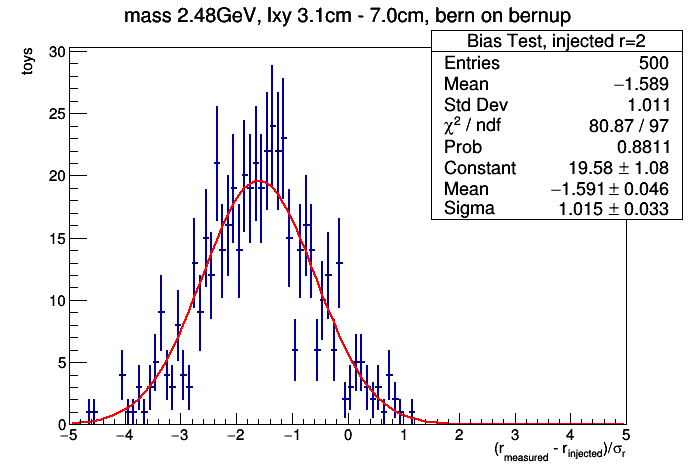 mass 2.48GeV, lxy 3.1cm - 7.0cm, bern on bernup
Bias Test, injected r=2
Entries 500
Mean −1.589
Std Dev 1.011
χ² / ndf 80.87 / 97
Prob 0.8811
Constant 19.58 ± 1.08
Mean −1.591 ± 0.046
Sigma 1.015 ± 0.033
toys
30
25
20
15
10
5
0
−5 −4 −3 −2 −1 0 1 2 3 4 5
(r_measured - r_injected)/σ_r